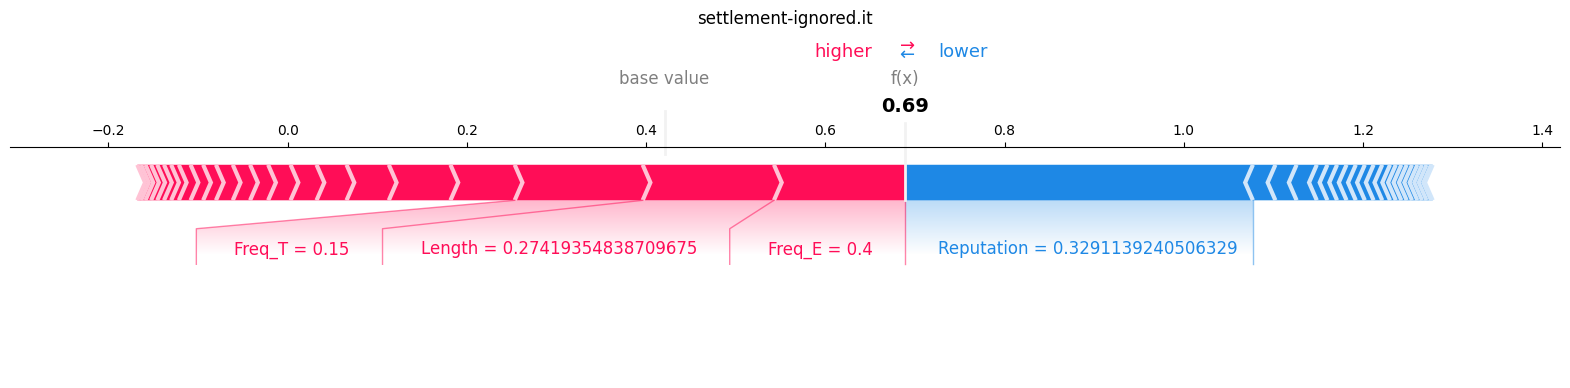 settlement-ignored.it
higher ⇄ lower
base value f(x)
0.69
−0.2 0.0 0.2 0.4 0.6 0.8 1.0 1.2 1.4
Freq_T = 0.15 Length = 0.27419354838709675 Freq_E = 0.4 Reputation = 0.3291139240506329